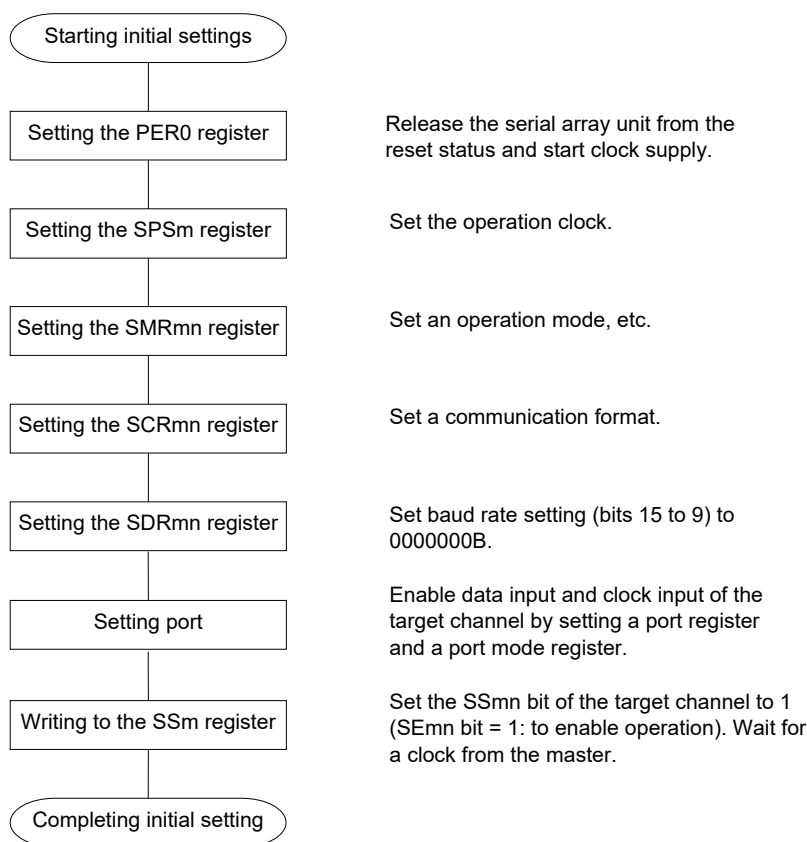 Starting initial settings
Setting the PER0 register
Release the serial array unit from the
reset status and start clock supply.
Setting the SPSm register
Set the operation clock.
Setting the SMRmn register
Set an operation mode, etc.
Setting the SCRmn register
Set a communication format.
Setting the SDRmn register
Set baud rate setting (bits 15 to 9) to
0000000B.
Setting port
Enable data input and clock input of the
target channel by setting a port register
and a port mode register.
Writing to the SSm register
Set the SSmn bit of the target channel to 1
(SEmn bit = 1: to enable operation). Wait for
a clock from the master.
Completing initial setting